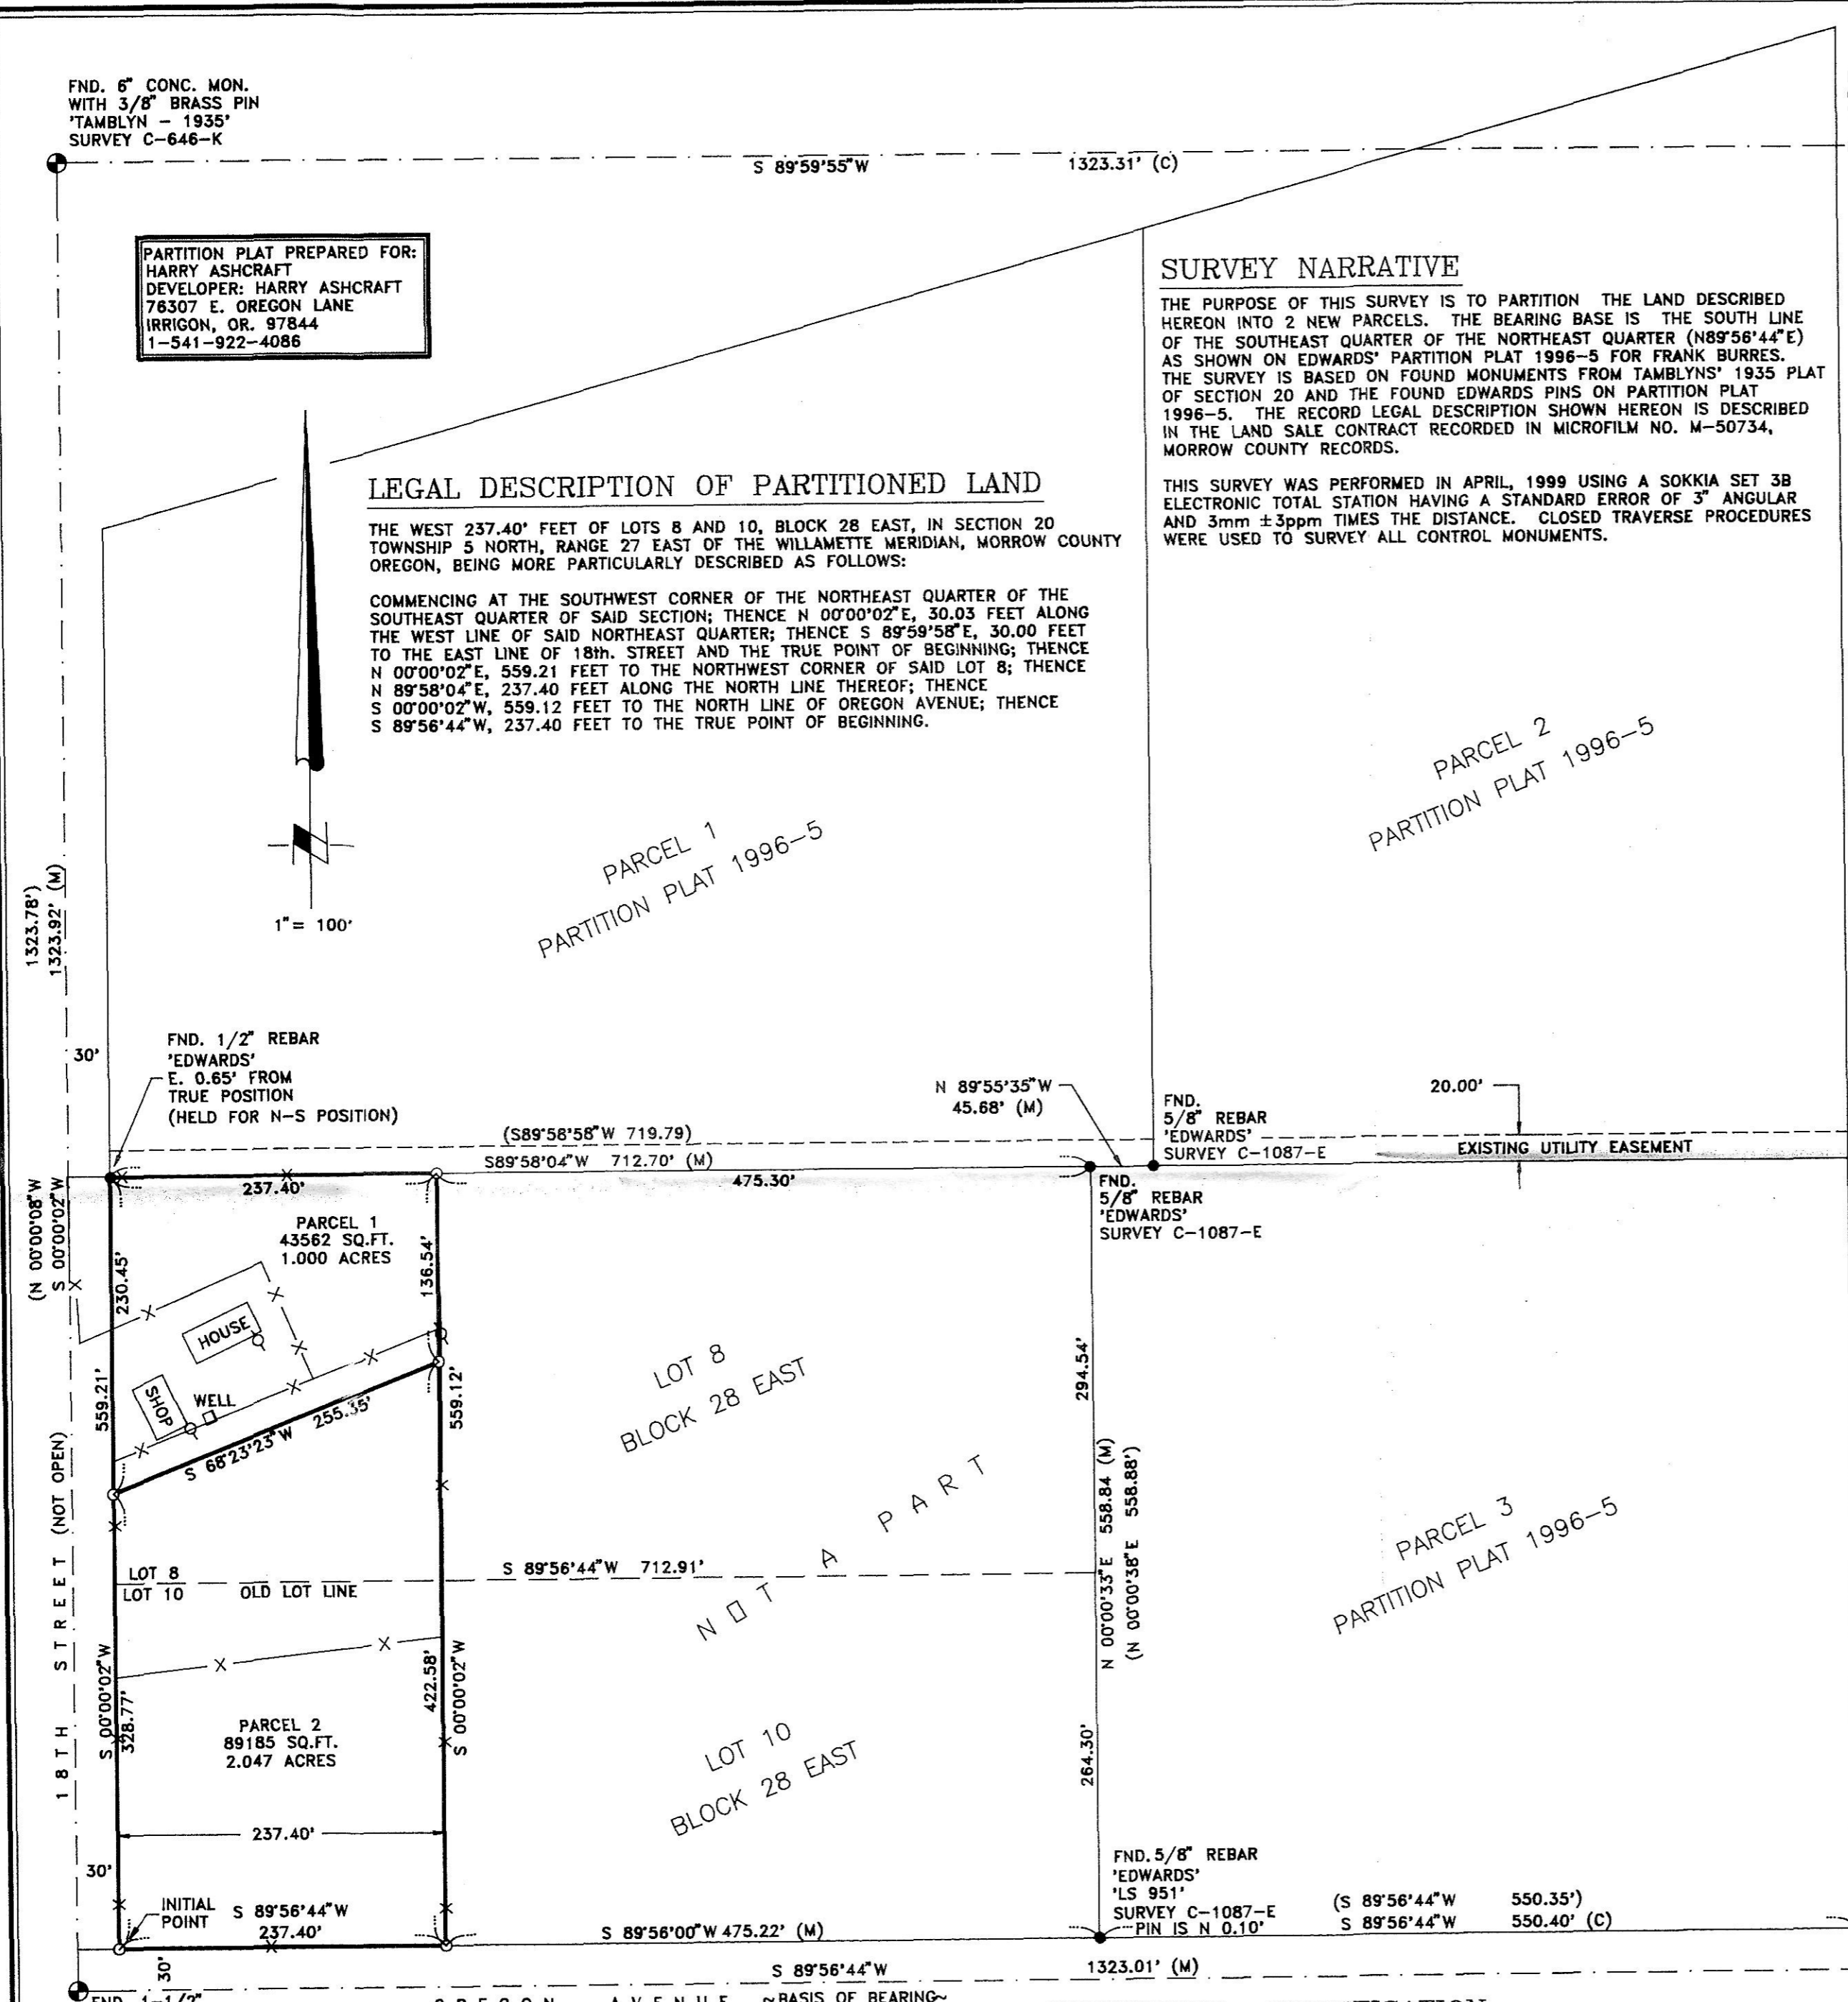 FND. 6" CONC. MON.
WITH 3/8" BRASS PIN
'TAMBLYN - 1935'
SURVEY C-646-K
S 89°59'55"W 1323.31' (C)
PARTITION PLAT PREPARED FOR:
HARRY ASHCRAFT
DEVELOPER: HARRY ASHCRAFT
76307 E. OREGON LANE
IRRIGON, OR. 97844
1-541-922-4086
SURVEY NARRATIVE
THE PURPOSE OF THIS SURVEY IS TO PARTITION THE LAND DESCRIBED
HEREON INTO 2 NEW PARCELS. THE BEARING BASE IS THE SOUTH LINE
OF THE SOUTHEAST QUARTER OF THE NORTHEAST QUARTER (N89°56'44"E)
AS SHOWN ON EDWARDS' PARTITION PLAT 1996-5 FOR FRANK BURRES.
THE SURVEY IS BASED ON FOUND MONUMENTS FROM TAMBLYNS' 1935 PLAT
OF SECTION 20 AND THE FOUND EDWARDS PINS ON PARTITION PLAT
1996-5. THE RECORD LEGAL DESCRIPTION SHOWN HEREON IS DESCRIBED
IN THE LAND SALE CONTRACT RECORDED IN MICROFILM NO. M-50734,
MORROW COUNTY RECORDS.
THIS SURVEY WAS PERFORMED IN APRIL, 1999 USING A SOKKIA SET 3B
ELECTRONIC TOTAL STATION HAVING A STANDARD ERROR OF 3" ANGULAR
AND 3mm ±3ppm TIMES THE DISTANCE. CLOSED TRAVERSE PROCEDURES
WERE USED TO SURVEY ALL CONTROL MONUMENTS.
LEGAL DESCRIPTION OF PARTITIONED LAND
THE WEST 237.40' FEET OF LOTS 8 AND 10, BLOCK 28 EAST, IN SECTION 20
TOWNSHIP 5 NORTH, RANGE 27 EAST OF THE WILLAMETTE MERIDIAN, MORROW COUNTY
OREGON, BEING MORE PARTICULARLY DESCRIBED AS FOLLOWS:
COMMENCING AT THE SOUTHWEST CORNER OF THE NORTHEAST QUARTER OF THE
SOUTHEAST QUARTER OF SAID SECTION; THENCE N 00°00'02"E, 30.03 FEET ALONG
THE WEST LINE OF SAID NORTHEAST QUARTER; THENCE S 89°59'58"E, 30.00 FEET
TO THE EAST LINE OF 18th. STREET AND THE TRUE POINT OF BEGINNING; THENCE
N 00°00'02"E, 559.21 FEET TO THE NORTHWEST CORNER OF SAID LOT 8; THENCE
N 89°58'04"E, 237.40 FEET ALONG THE NORTH LINE THEREOF; THENCE
S 00°00'02"W, 559.12 FEET TO THE NORTH LINE OF OREGON AVENUE; THENCE
S 89°56'44"W, 237.40 FEET TO THE TRUE POINT OF BEGINNING.
N
1"= 100'
PARCEL 1
PARTITION PLAT 1996-5
PARCEL 2
PARTITION PLAT 1996-5
1323.78')
1323.92' (M)
(N 00°00'08"W
S 00°00'02"W
30'
FND. 1/2" REBAR
'EDWARDS'
E. 0.65' FROM
TRUE POSITION
(HELD FOR N-S POSITION)
(S89°58'58"W 719.79)
S89°58'04"W 712.70' (M)
N 89°55'35"W
45.68' (M)
FND.
5/8" REBAR
'EDWARDS'
SURVEY C-1087-E
20.00'
EXISTING UTILITY EASEMENT
237.40'
475.30'
FND.
5/8" REBAR
'EDWARDS'
SURVEY C-1087-E
PARCEL 1
43562 SQ.FT.
1.000 ACRES
230.45'
136.54'
HOUSE
SHOP
WELL
559.21'
559.12'
S 68°23'23"W 255.35'
LOT 8
BLOCK 28 EAST
294.54'
N 00°00'33"E 558.84 (M)
(N 00°00'38"E 558.88')
NOT A PART
PARCEL 3
PARTITION PLAT 1996-5
18TH STREET (NOT OPEN)
LOT 8
LOT 10
OLD LOT LINE
S 89°56'44"W 712.91'
S 00°00'02"W
328.77'
422.58'
S 00°00'02"W
PARCEL 2
89185 SQ.FT.
2.047 ACRES
LOT 10
BLOCK 28 EAST
264.30'
237.40'
30'
INITIAL
POINT
S 89°56'44"W
237.40'
S 89°56'00"W 475.22' (M)
FND. 5/8" REBAR
'EDWARDS'
'LS 951'
SURVEY C-1087-E
PIN IS N 0.10'
(S 89°56'44"W 550.35')
S 89°56'44"W 550.40' (C)
30'
S 89°56'44"W 1323.01' (M)
FND. 1-1/2"
OREGON AVENUE ~BASIS OF BEARING~